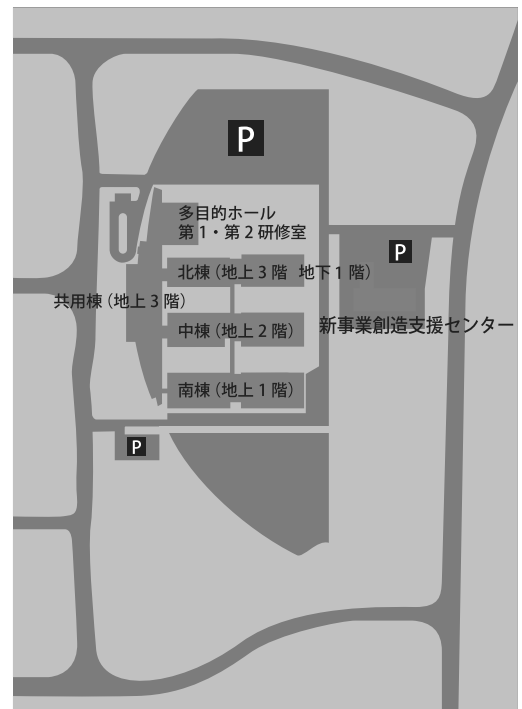 P
多目的ホール
第1・第2研修室
P
北棟（地上3階 地下1階）
共用棟（地上3階）
中棟（地上2階）
新事業創造支援センター
南棟（地上1階）
P